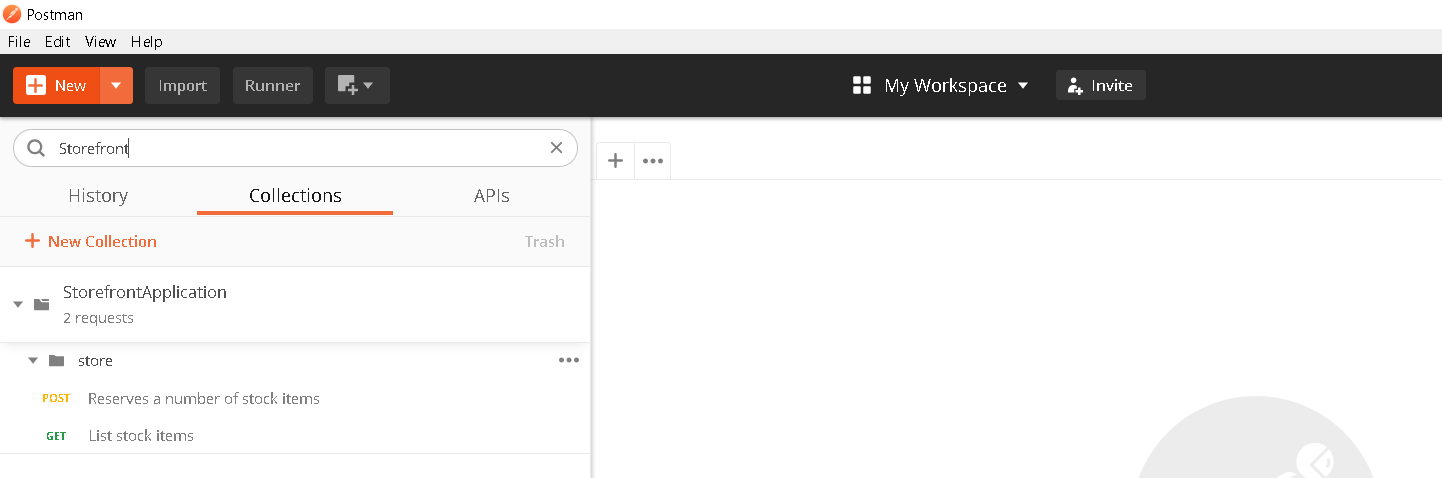 Postman
File Edit View Help
New Import Runner My Workspace Invite
Storefront
History Collections APIs
New Collection Trash
StorefrontApplication
2 requests
store
POST Reserves a number of stock items
GET List stock items